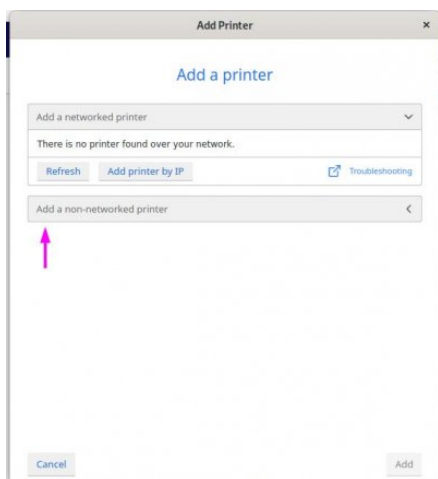 Add Printer
Add a printer
Add a networked printer
There is no printer found over your network.
Refresh Add printer by IP Troubleshooting
Add a non-networked printer
Cancel Add